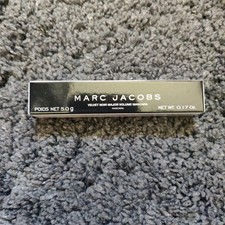 MARC JACOBS
VELVET NOIR MAJOR VOLUME MASCARA
POIDS NET 5.0 g
NET WT. 0.17 OZ.